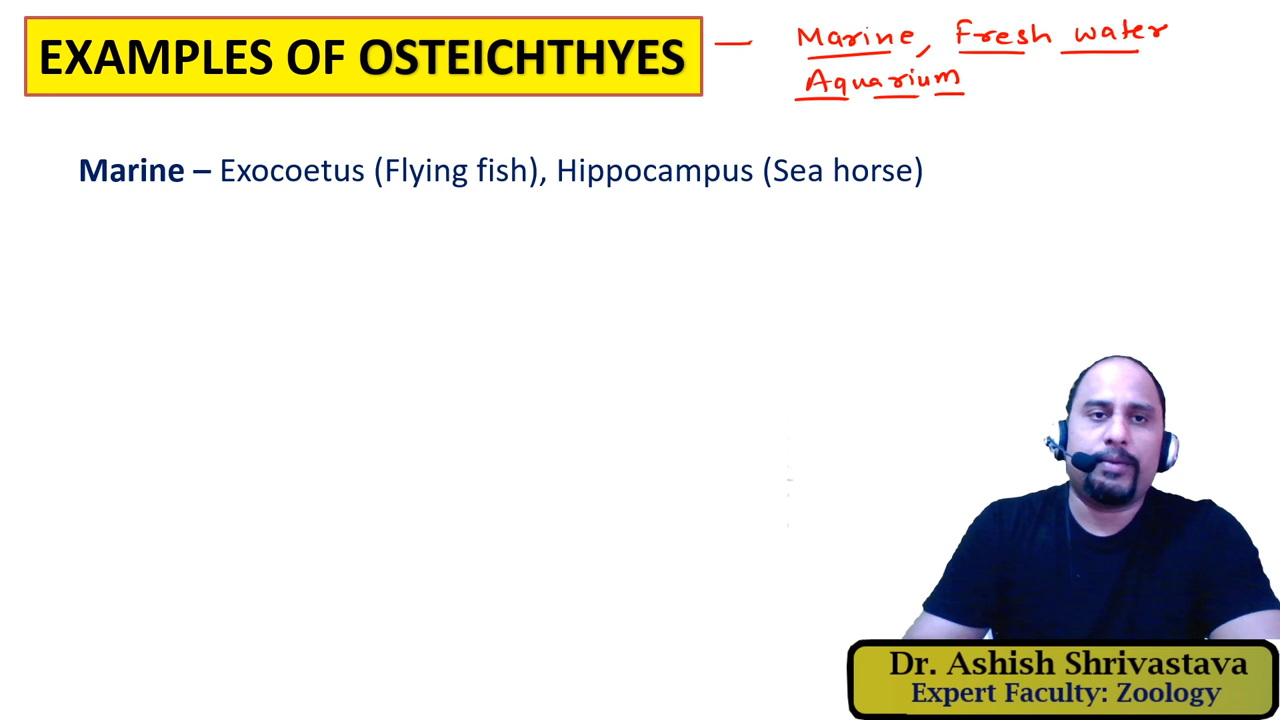 EXAMPLES OF OSTEICHTHYES — Marine, Fresh water
Aquarium
Marine – Exocoetus (Flying fish), Hippocampus (Sea horse)
Dr. Ashish Shrivastava
Expert Faculty: Zoology